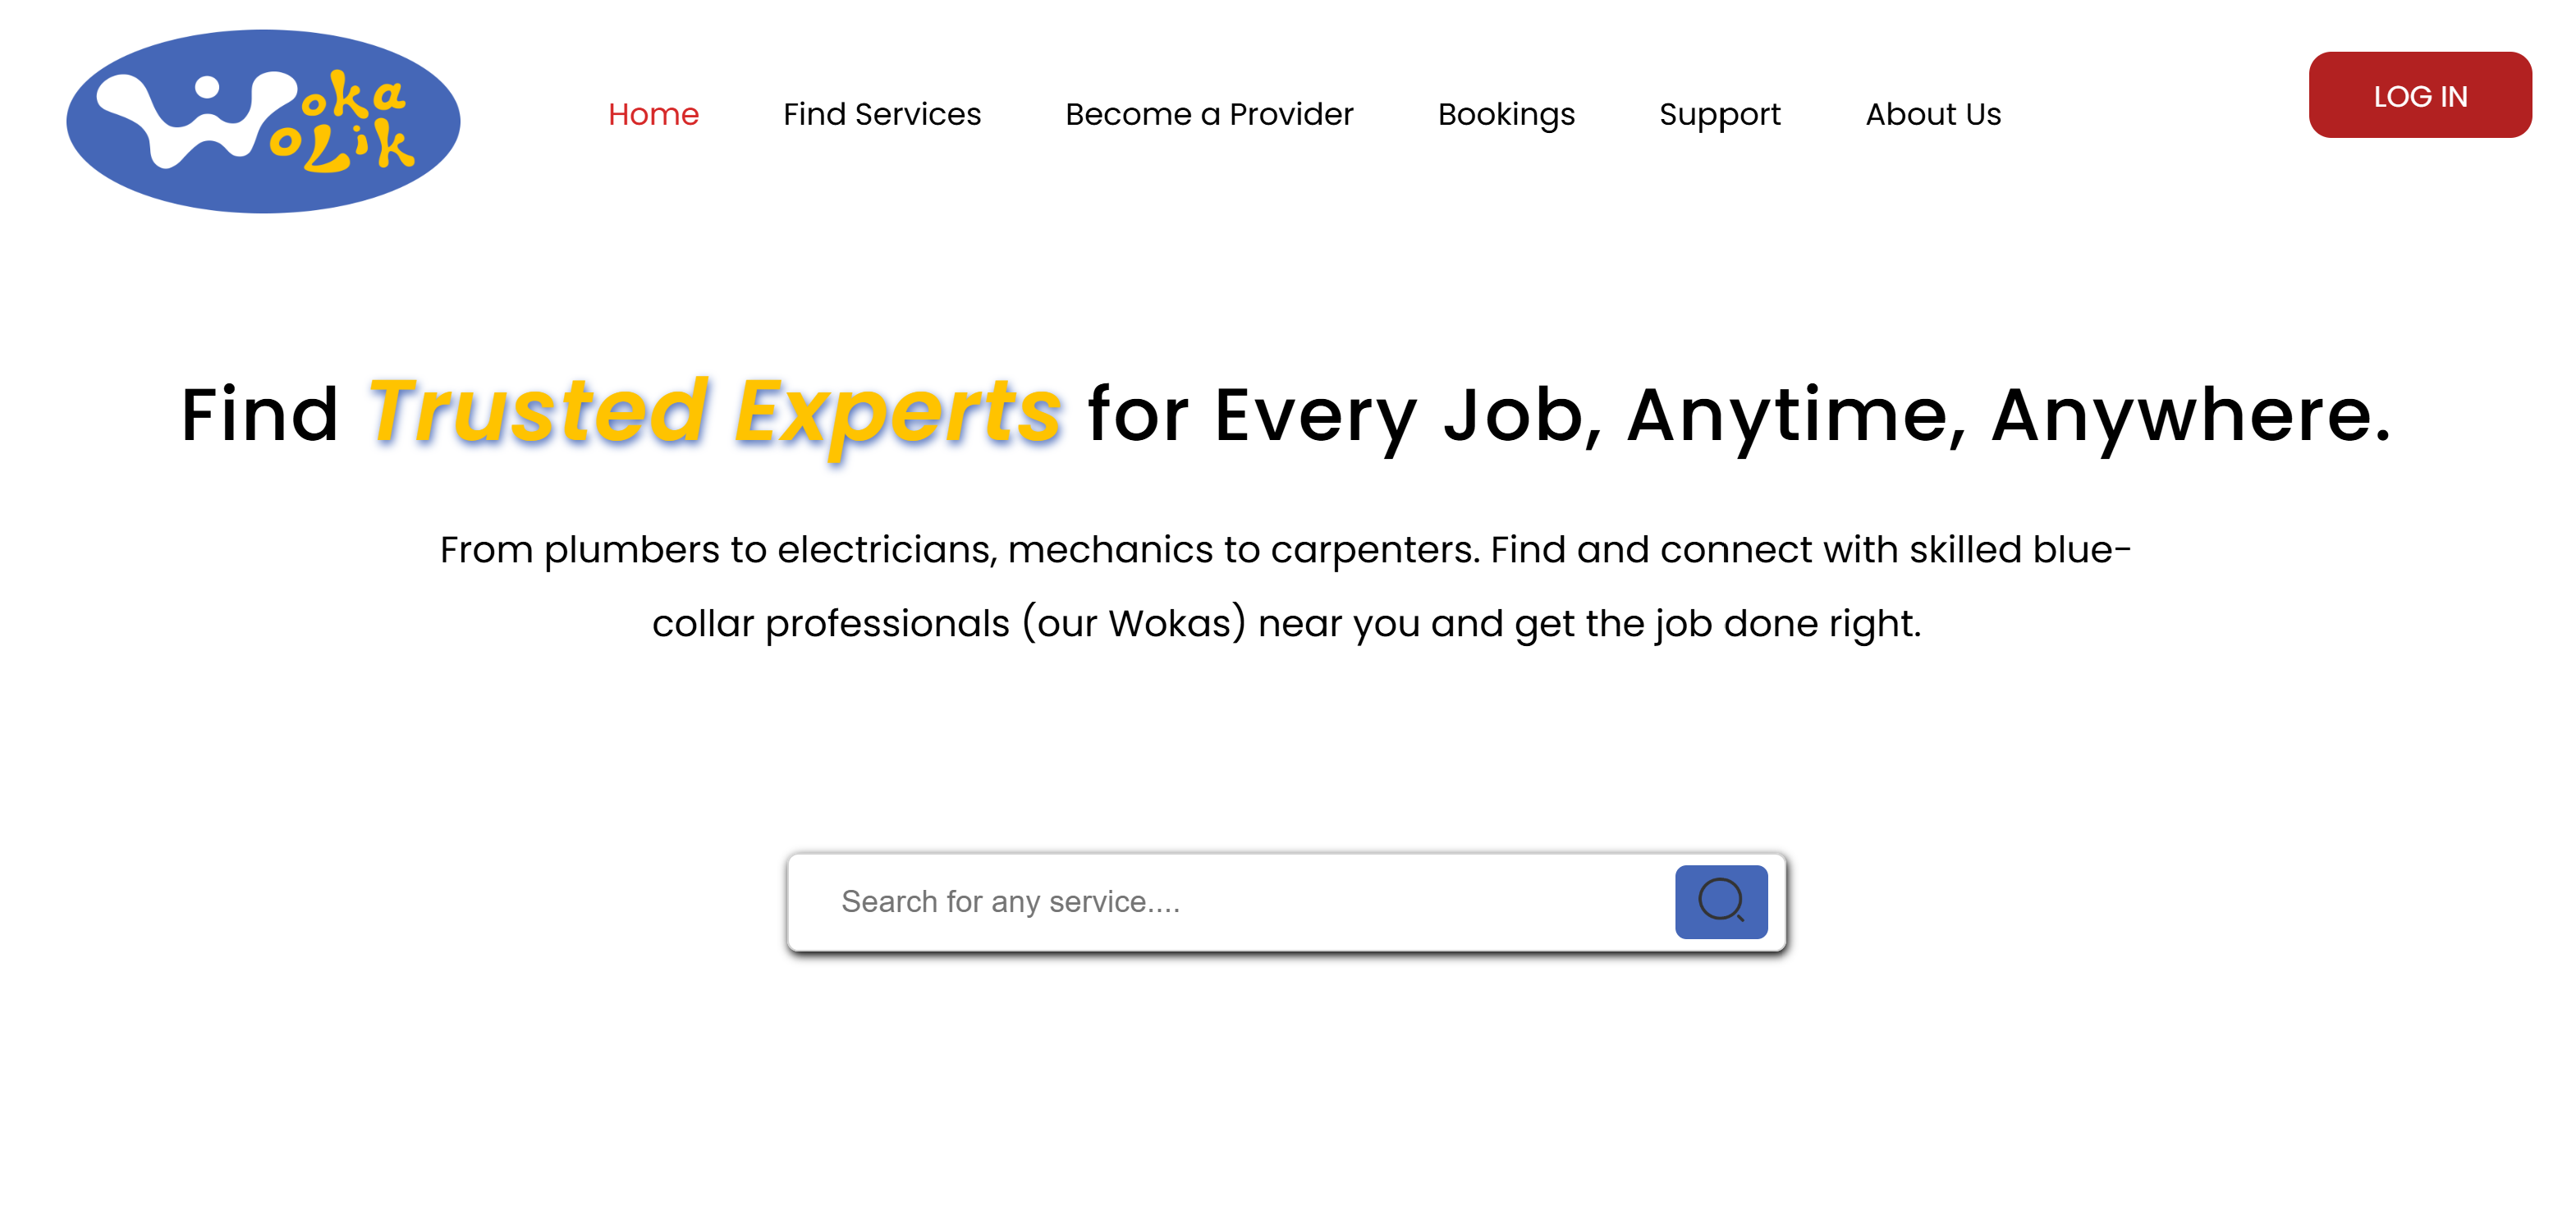 Woka
oLik
Home
Find Services
Become a Provider
Bookings
Support
About Us
LOG IN
Find Trusted Experts for Every Job, Anytime, Anywhere.
From plumbers to electricians, mechanics to carpenters. Find and connect with skilled blue-
collar professionals (our Wokas) near you and get the job done right.
Search for any service....